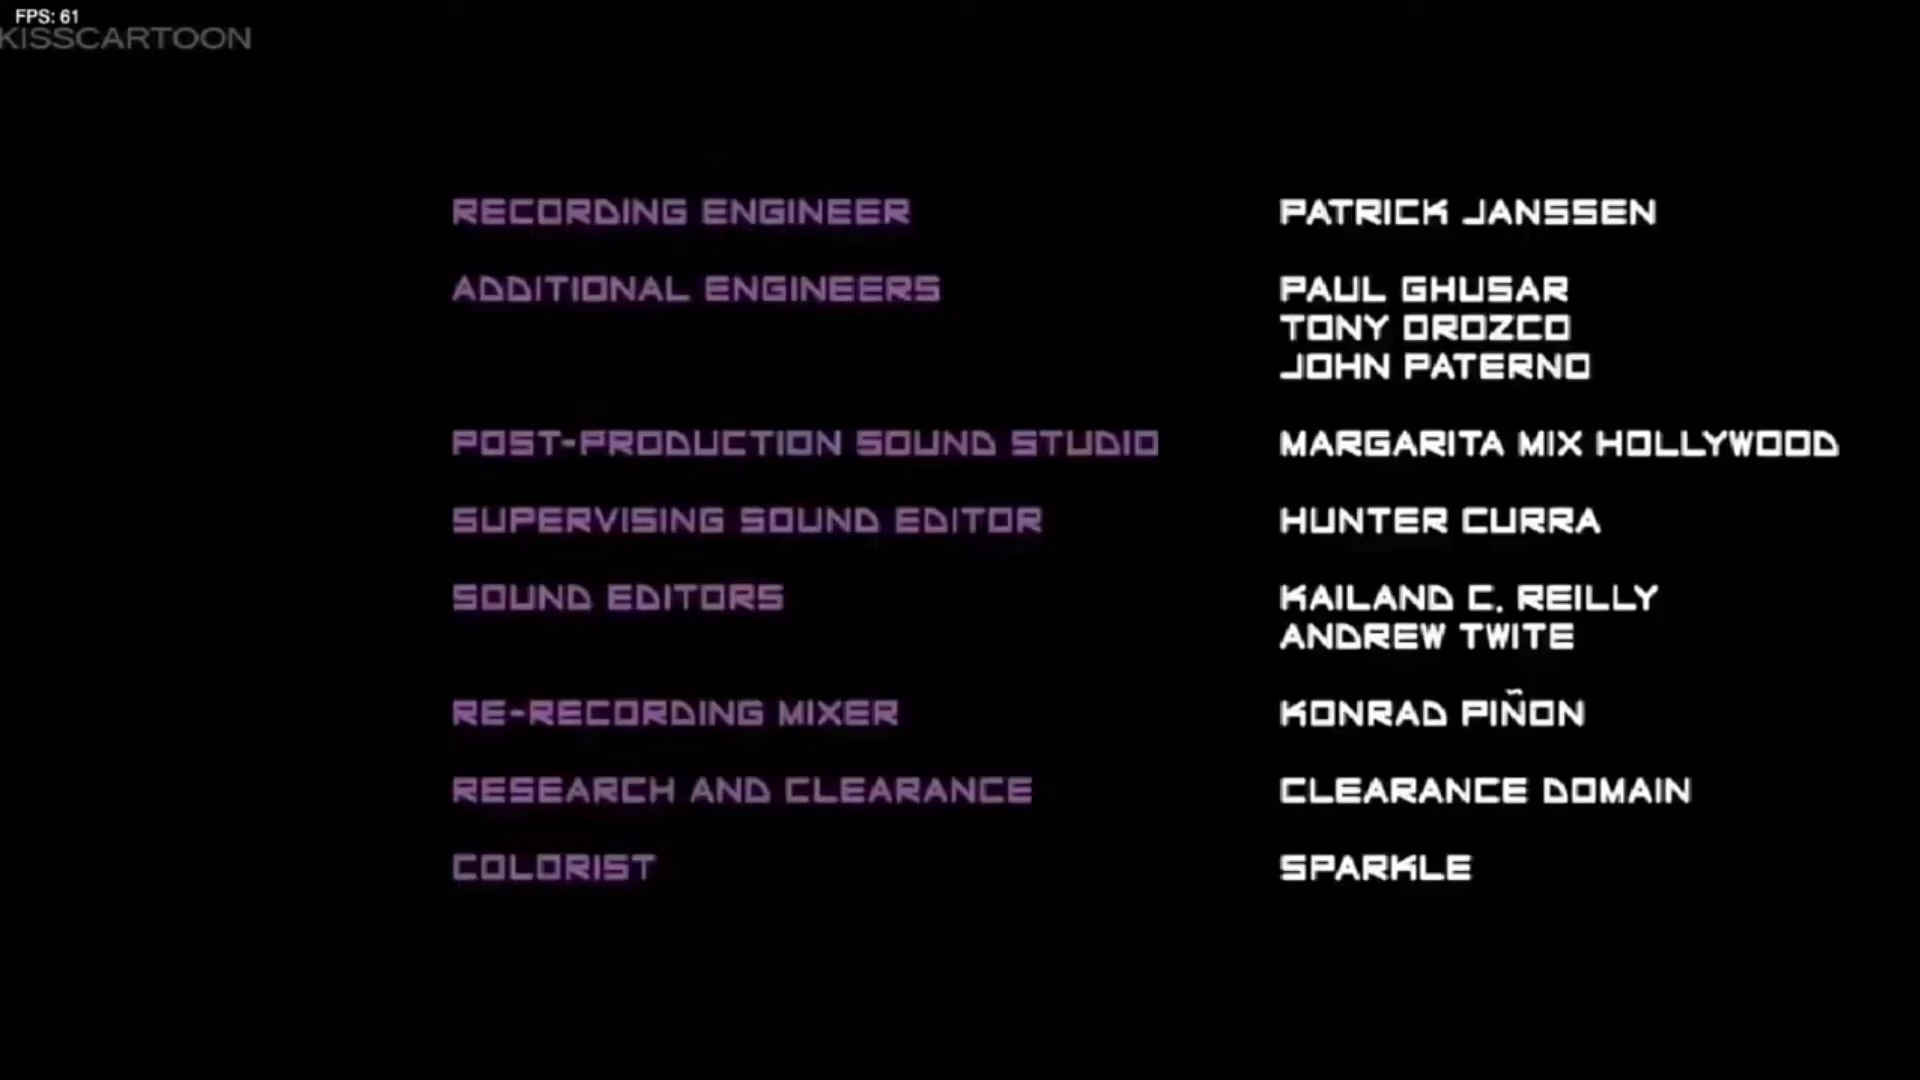 FPS: 61
KISSCARTOON
RECORDING ENGINEER PATRICK JANSSEN
ADDITIONAL ENGINEERS PAUL GHUSAR
TONY OROZCO
JOHN PATERNO
POST-PRODUCTION SOUND STUDIO MARGARITA MIX HOLLYWOOD
SUPERVISING SOUND EDITOR HUNTER CURRA
SOUND EDITORS KAILAND C. REILLY
ANDREW TWITE
RE-RECORDING MIXER KONRAD PIÑON
RESEARCH AND CLEARANCE CLEARANCE DOMAIN
COLORIST SPARKLE